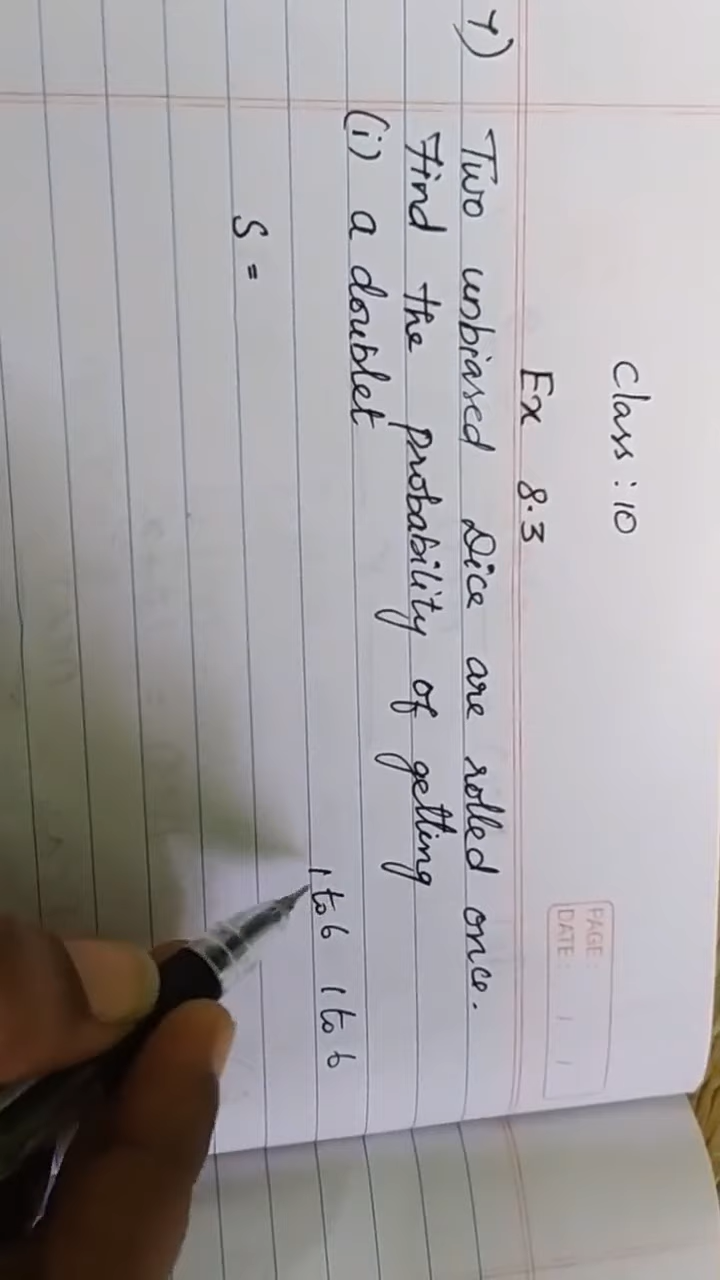 Class : 10
PAGE :
DATE : / /
Ex 8.3
7) Two unbiased Dice are rolled once.
Find the probability of getting
(i) a doublet
1 to 6 1 to 6
S =